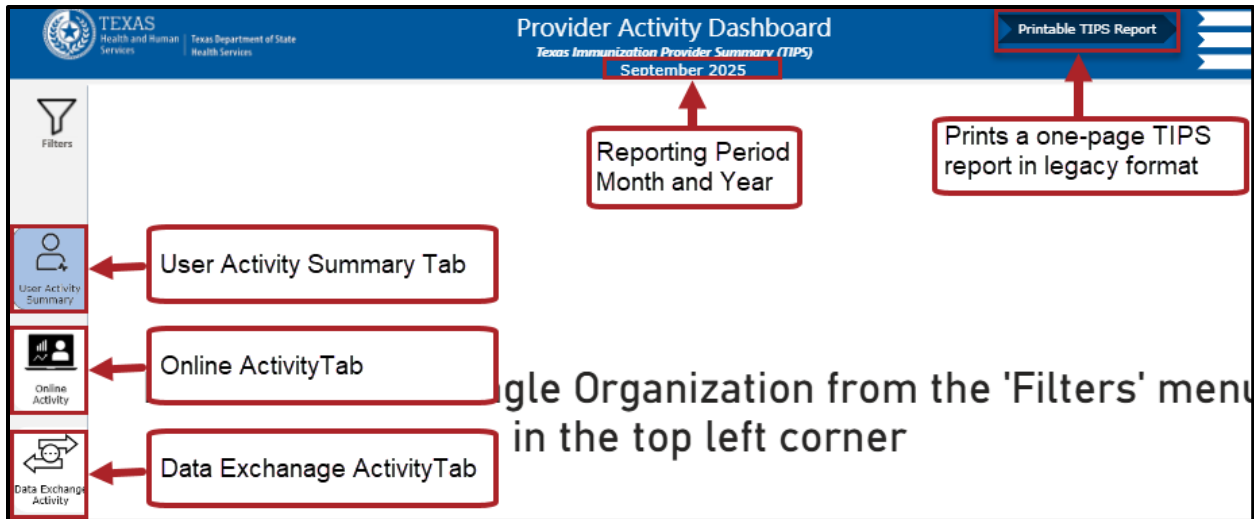 TEXAS
Health and Human
Services
Texas Department of State
Health Services
Provider Activity Dashboard
Texas Immunization Provider Summary (TIPS)
September 2025
Printable TIPS Report
Filters
Reporting Period
Month and Year
Prints a one-page TIPS
report in legacy format
User Activity
Summary
User Activity Summary Tab
Online
Activity
Online ActivityTab
Data Exchange
Activity
Data Exchanage ActivityTab
Organization from the 'Filters' menu
in the top left corner